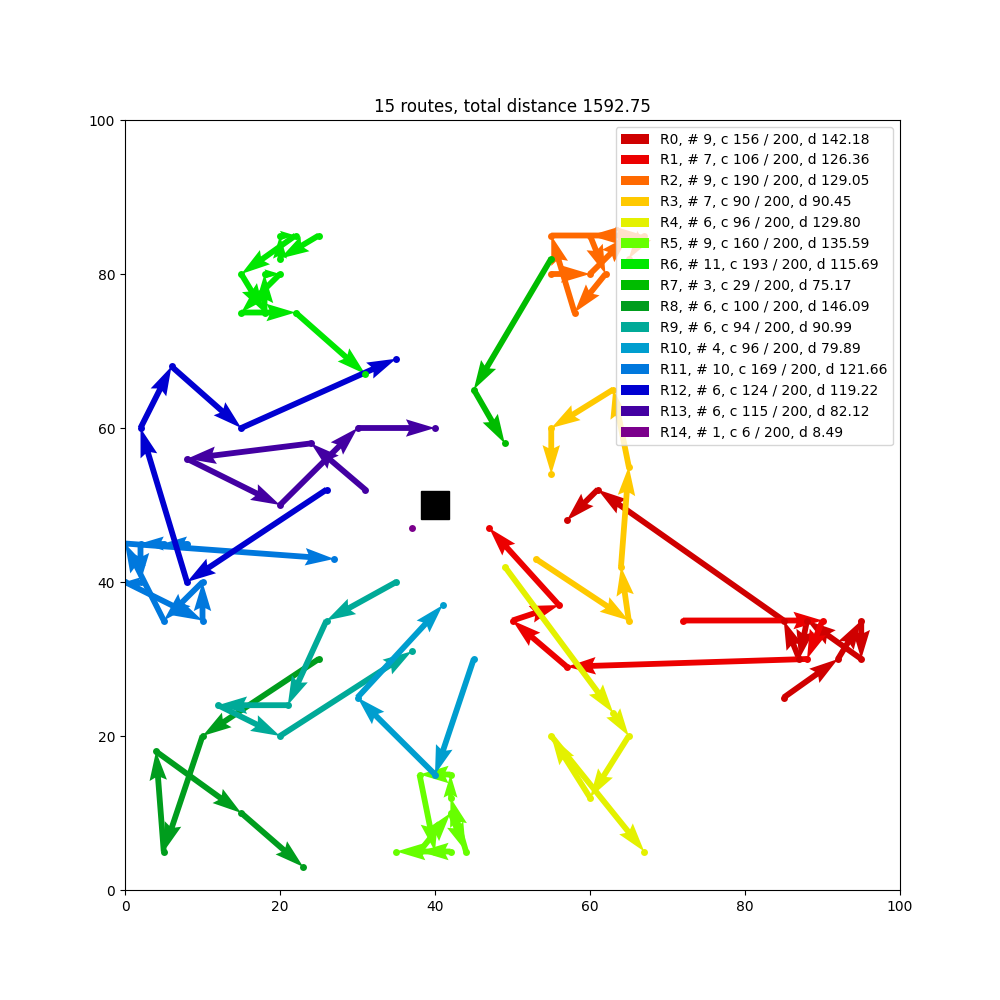 15 routes, total distance 1592.75
R0, # 9, c 156 / 200, d 142.18
R1, # 7, c 106 / 200, d 126.36
R2, # 9, c 190 / 200, d 129.05
R3, # 7, c 90 / 200, d 90.45
R4, # 6, c 96 / 200, d 129.80
R5, # 9, c 160 / 200, d 135.59
R6, # 11, c 193 / 200, d 115.69
R7, # 3, c 29 / 200, d 75.17
R8, # 6, c 100 / 200, d 146.09
R9, # 6, c 94 / 200, d 90.99
R10, # 4, c 96 / 200, d 79.89
R11, # 10, c 169 / 200, d 121.66
R12, # 6, c 124 / 200, d 119.22
R13, # 6, c 115 / 200, d 82.12
R14, # 1, c 6 / 200, d 8.49
100
80
60
40
20
0
0 20 40 60 80 100